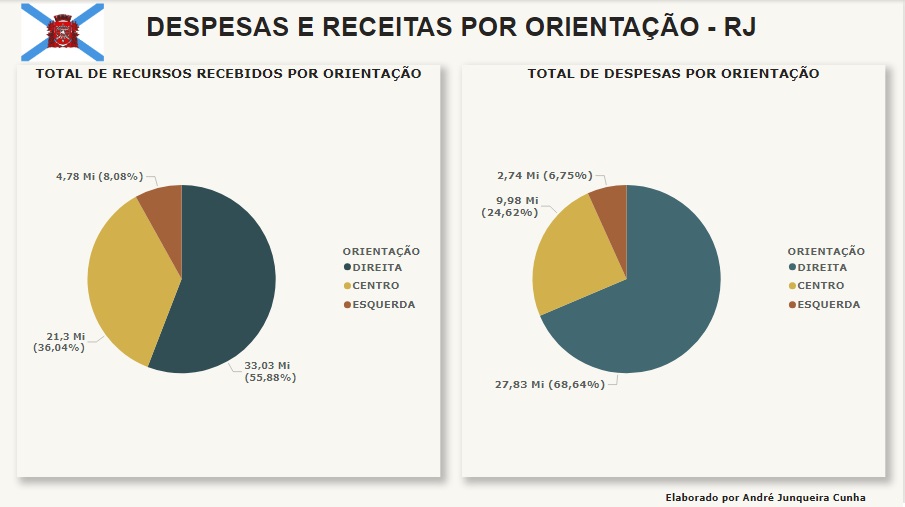 DESPESAS E RECEITAS POR ORIENTAÇÃO - RJ
TOTAL DE RECURSOS RECEBIDOS POR ORIENTAÇÃO
4,78 Mi (8,08%)
21,3 Mi
(36,04%)
33,03 Mi
(55,88%)
ORIENTAÇÃO
DIREITA
CENTRO
ESQUERDA
TOTAL DE DESPESAS POR ORIENTAÇÃO
2,74 Mi (6,75%)
9,98 Mi
(24,62%)
27,83 Mi (68,64%)
ORIENTAÇÃO
DIREITA
CENTRO
ESQUERDA
Elaborado por André Junqueira Cunha